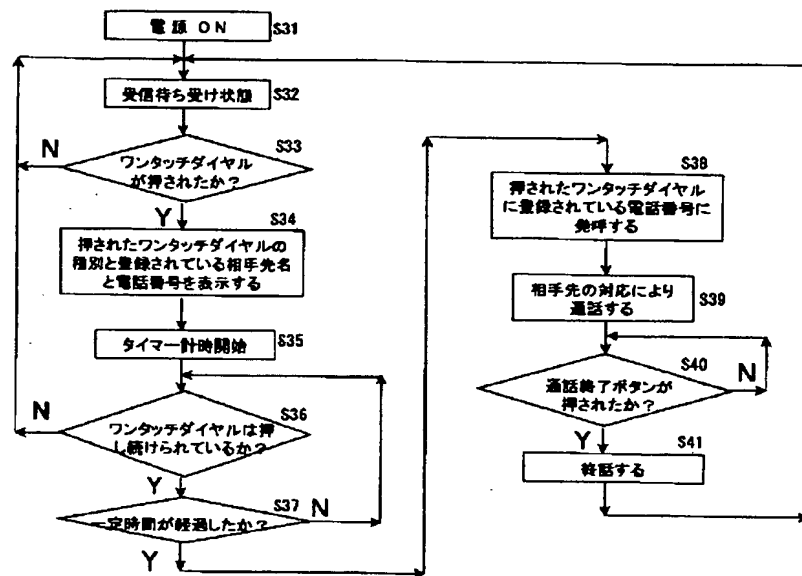 電源 ON
S31
受信待ち受け状態
S32
S33
N
ワンタッチダイヤル
が押されたか?
Y
S34
押されたワンタッチダイヤルの
種別と登録されている相手先名
と電話番号を表示する
タイマー計時開始
S35
N
S36
ワンタッチダイヤルは押
し続けられているか?
Y
S37
N
一定時間が経過したか?
Y
S38
押されたワンタッチダイヤル
に登録されている電話番号に
発呼する
相手先の対応により
通話する
S39
S40
通話終了ボタンが
押されたか?
N
Y
S41
終話する